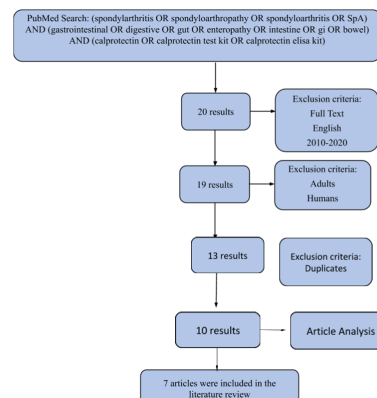 PubMed Search: (spondylarthritis OR spondyloarthropathy OR spondyloarthritis OR SpA)
AND (gastrointestinal OR digestive OR gut OR enteropathy OR intestine OR gi OR bowel)
AND (calprotectin OR calprotectin test kit OR calprotectin elisa kit)
20 results
Exclusion criteria:
Full Text
English
2010-2020
19 results
Exclusion criteria:
Adults
Humans
13 results
Exclusion criteria:
Duplicates
10 results
Article Analysis
7 articles were included in the
literature review